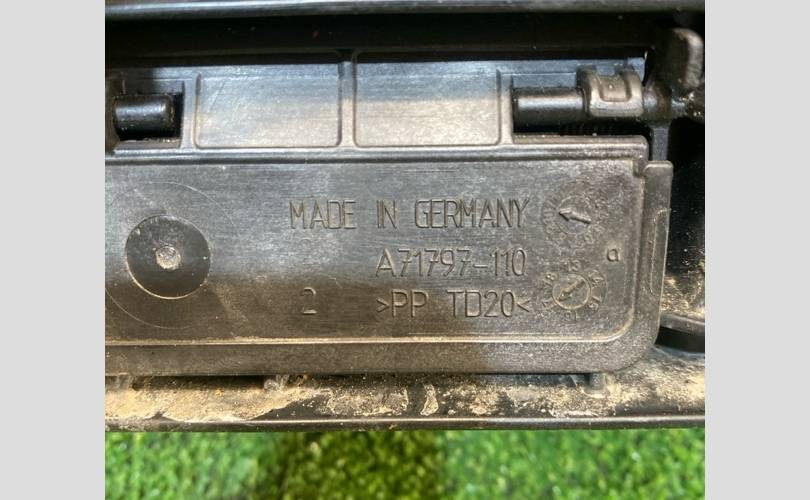 MADE IN GERMANY
A71797-110
2 >PP TD20<